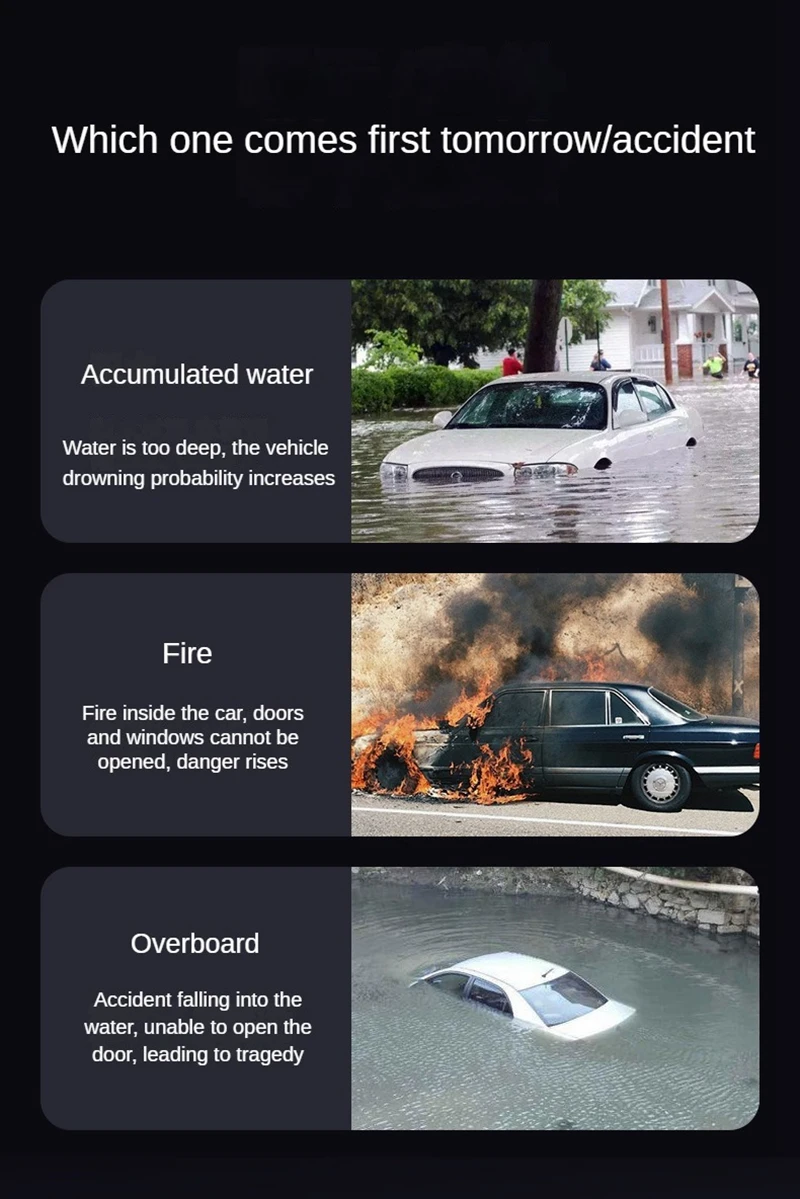 Which one comes first tomorrow/accident
Accumulated water
Water is too deep, the vehicle
drowning probability increases
Fire
Fire inside the car, doors
and windows cannot be
opened, danger rises
Overboard
Accident falling into the
water, unable to open the
door, leading to tragedy